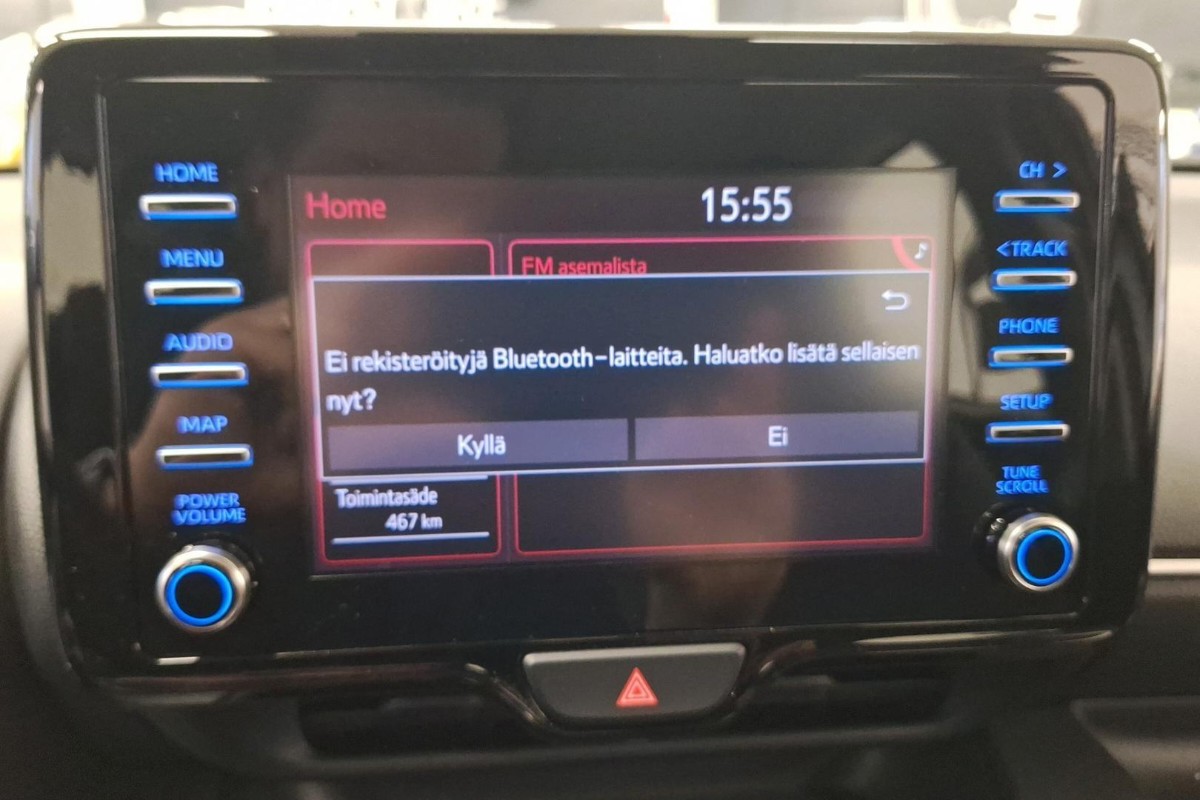 HOME
MENU
AUDIO
MAP
POWER
VOLUME
Home
15:55
FM asemalista
Ei rekisteröityjä Bluetooth-laitteita. Haluatko lisätä sellaisen
nyt?
Kyllä
Ei
Toimintasäde
467 km
CH >
<TRACK
PHONE
SETUP
TUNE
SCROLL